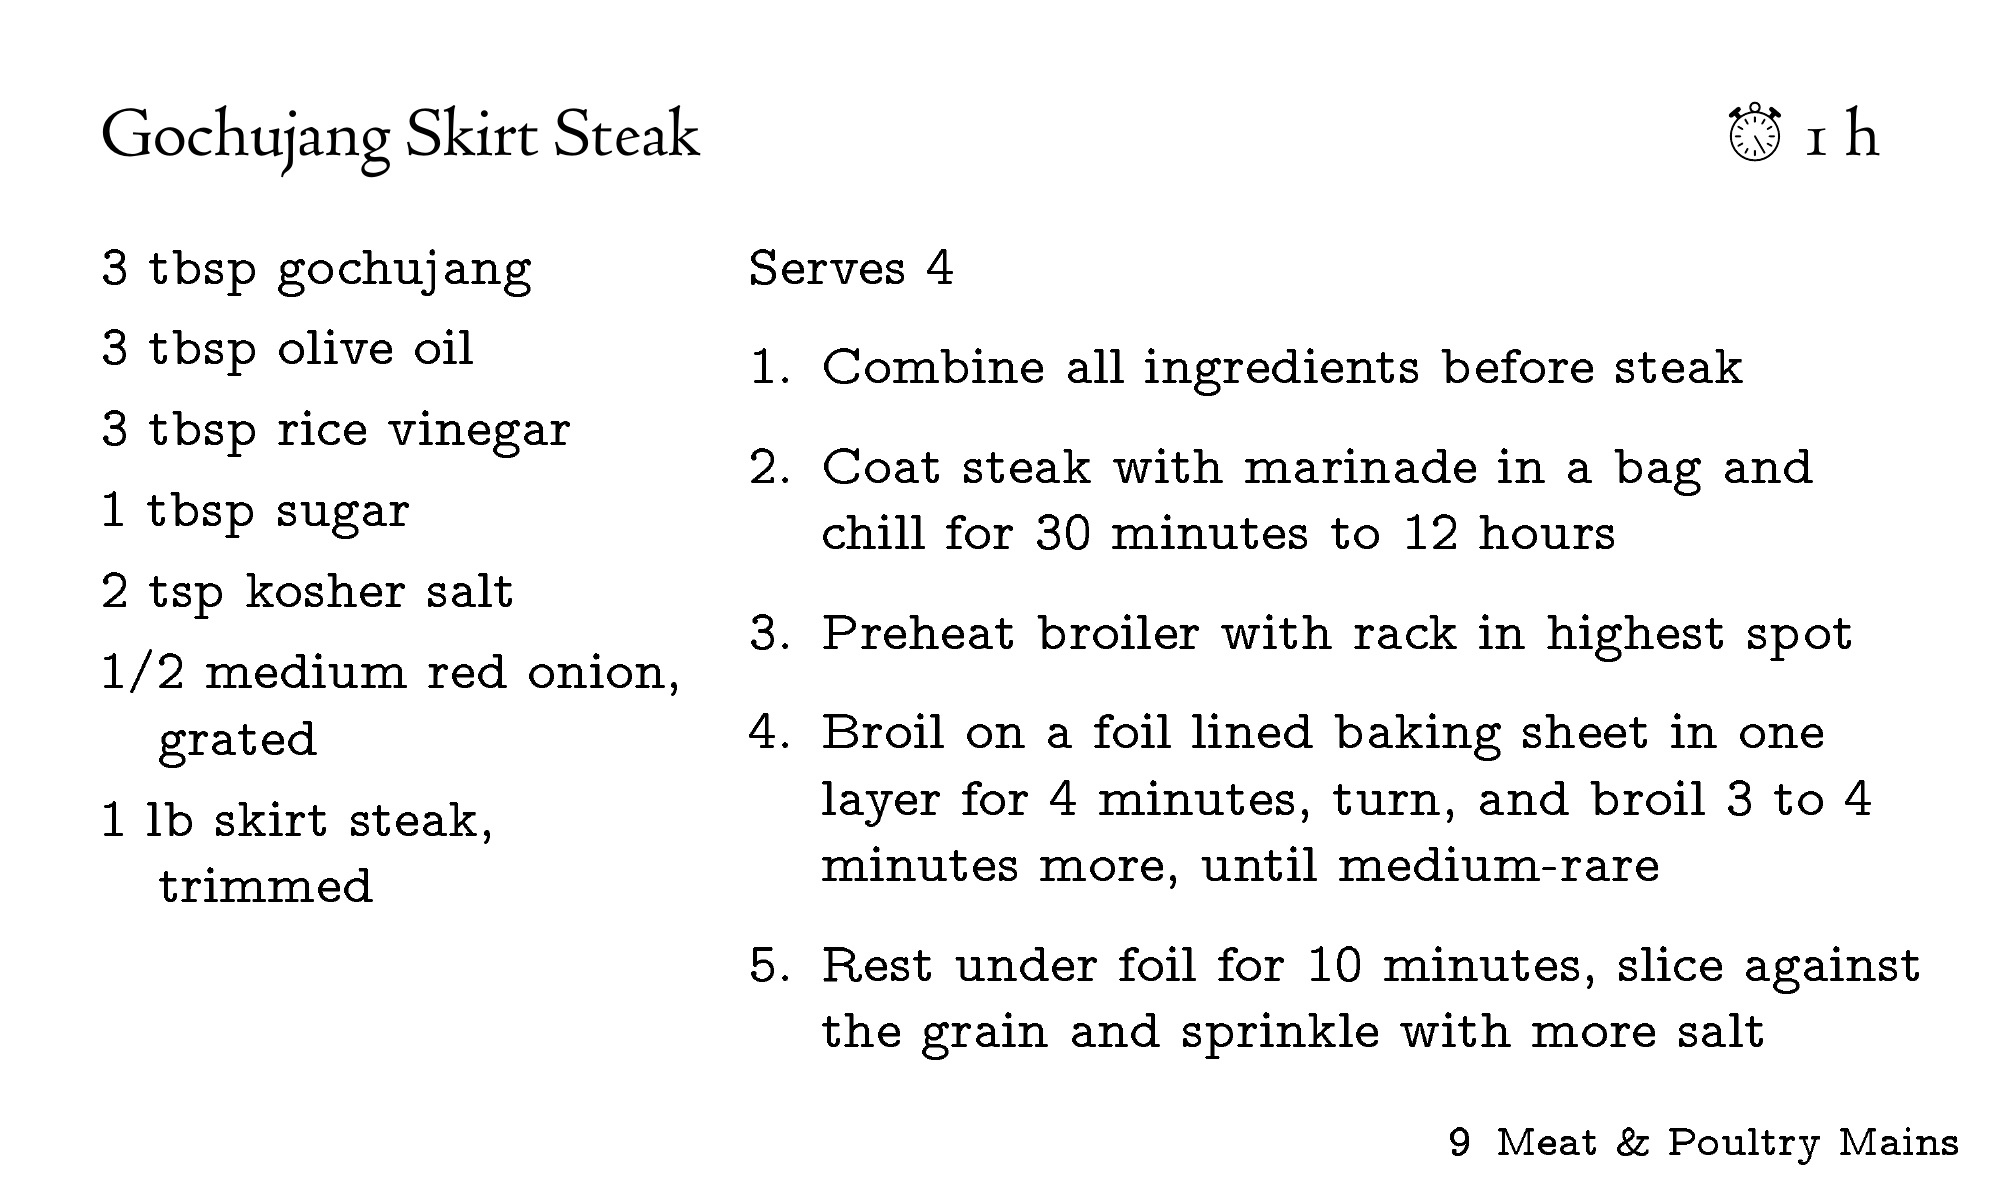 Gochujang Skirt Steak
1 h
3 tbsp gochujang
3 tbsp olive oil
3 tbsp rice vinegar
1 tbsp sugar
2 tsp kosher salt
1/2 medium red onion,
grated
1 lb skirt steak,
trimmed
Serves 4
1. Combine all ingredients before steak
2. Coat steak with marinade in a bag and
chill for 30 minutes to 12 hours
3. Preheat broiler with rack in highest spot
4. Broil on a foil lined baking sheet in one
layer for 4 minutes, turn, and broil 3 to 4
minutes more, until medium-rare
5. Rest under foil for 10 minutes, slice against
the grain and sprinkle with more salt
9 Meat & Poultry Mains